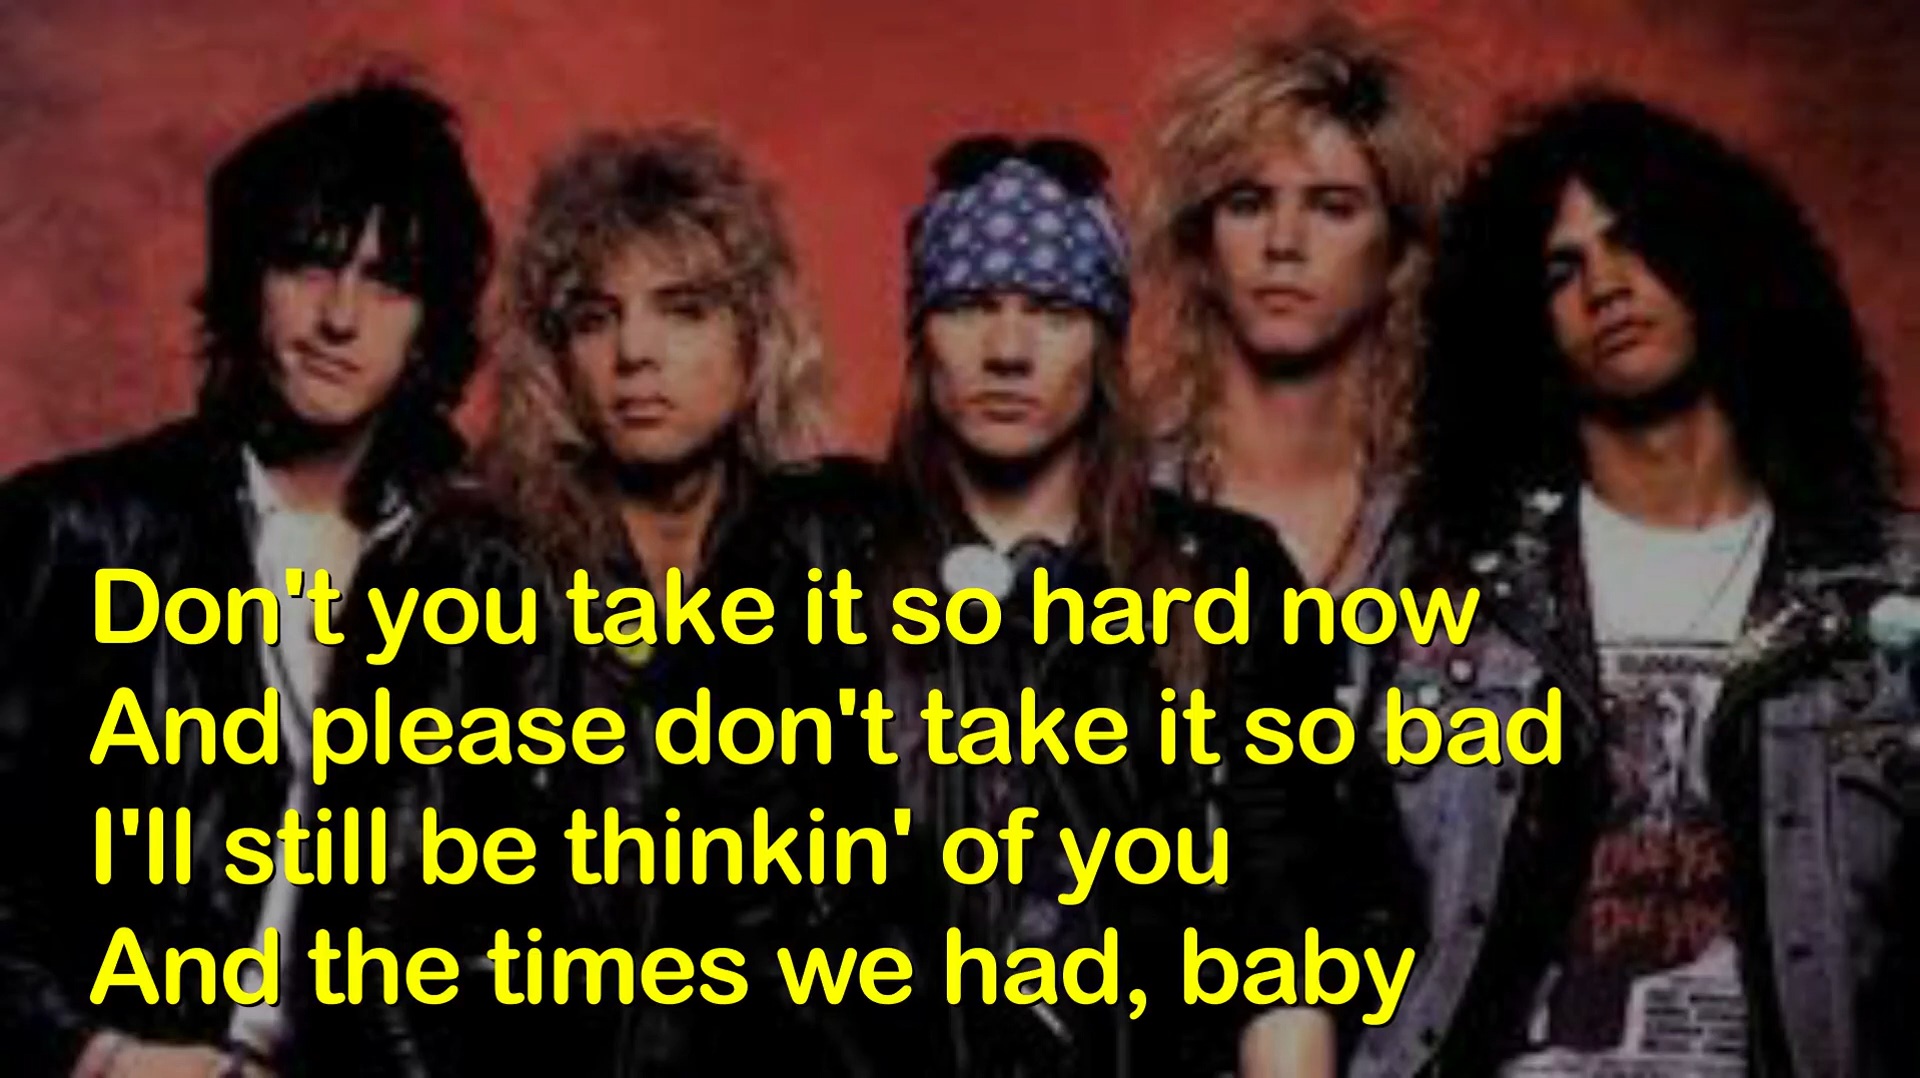 Don't you take it so hard now
And please don't take it so bad
I'll still be thinkin' of you
And the times we had, baby